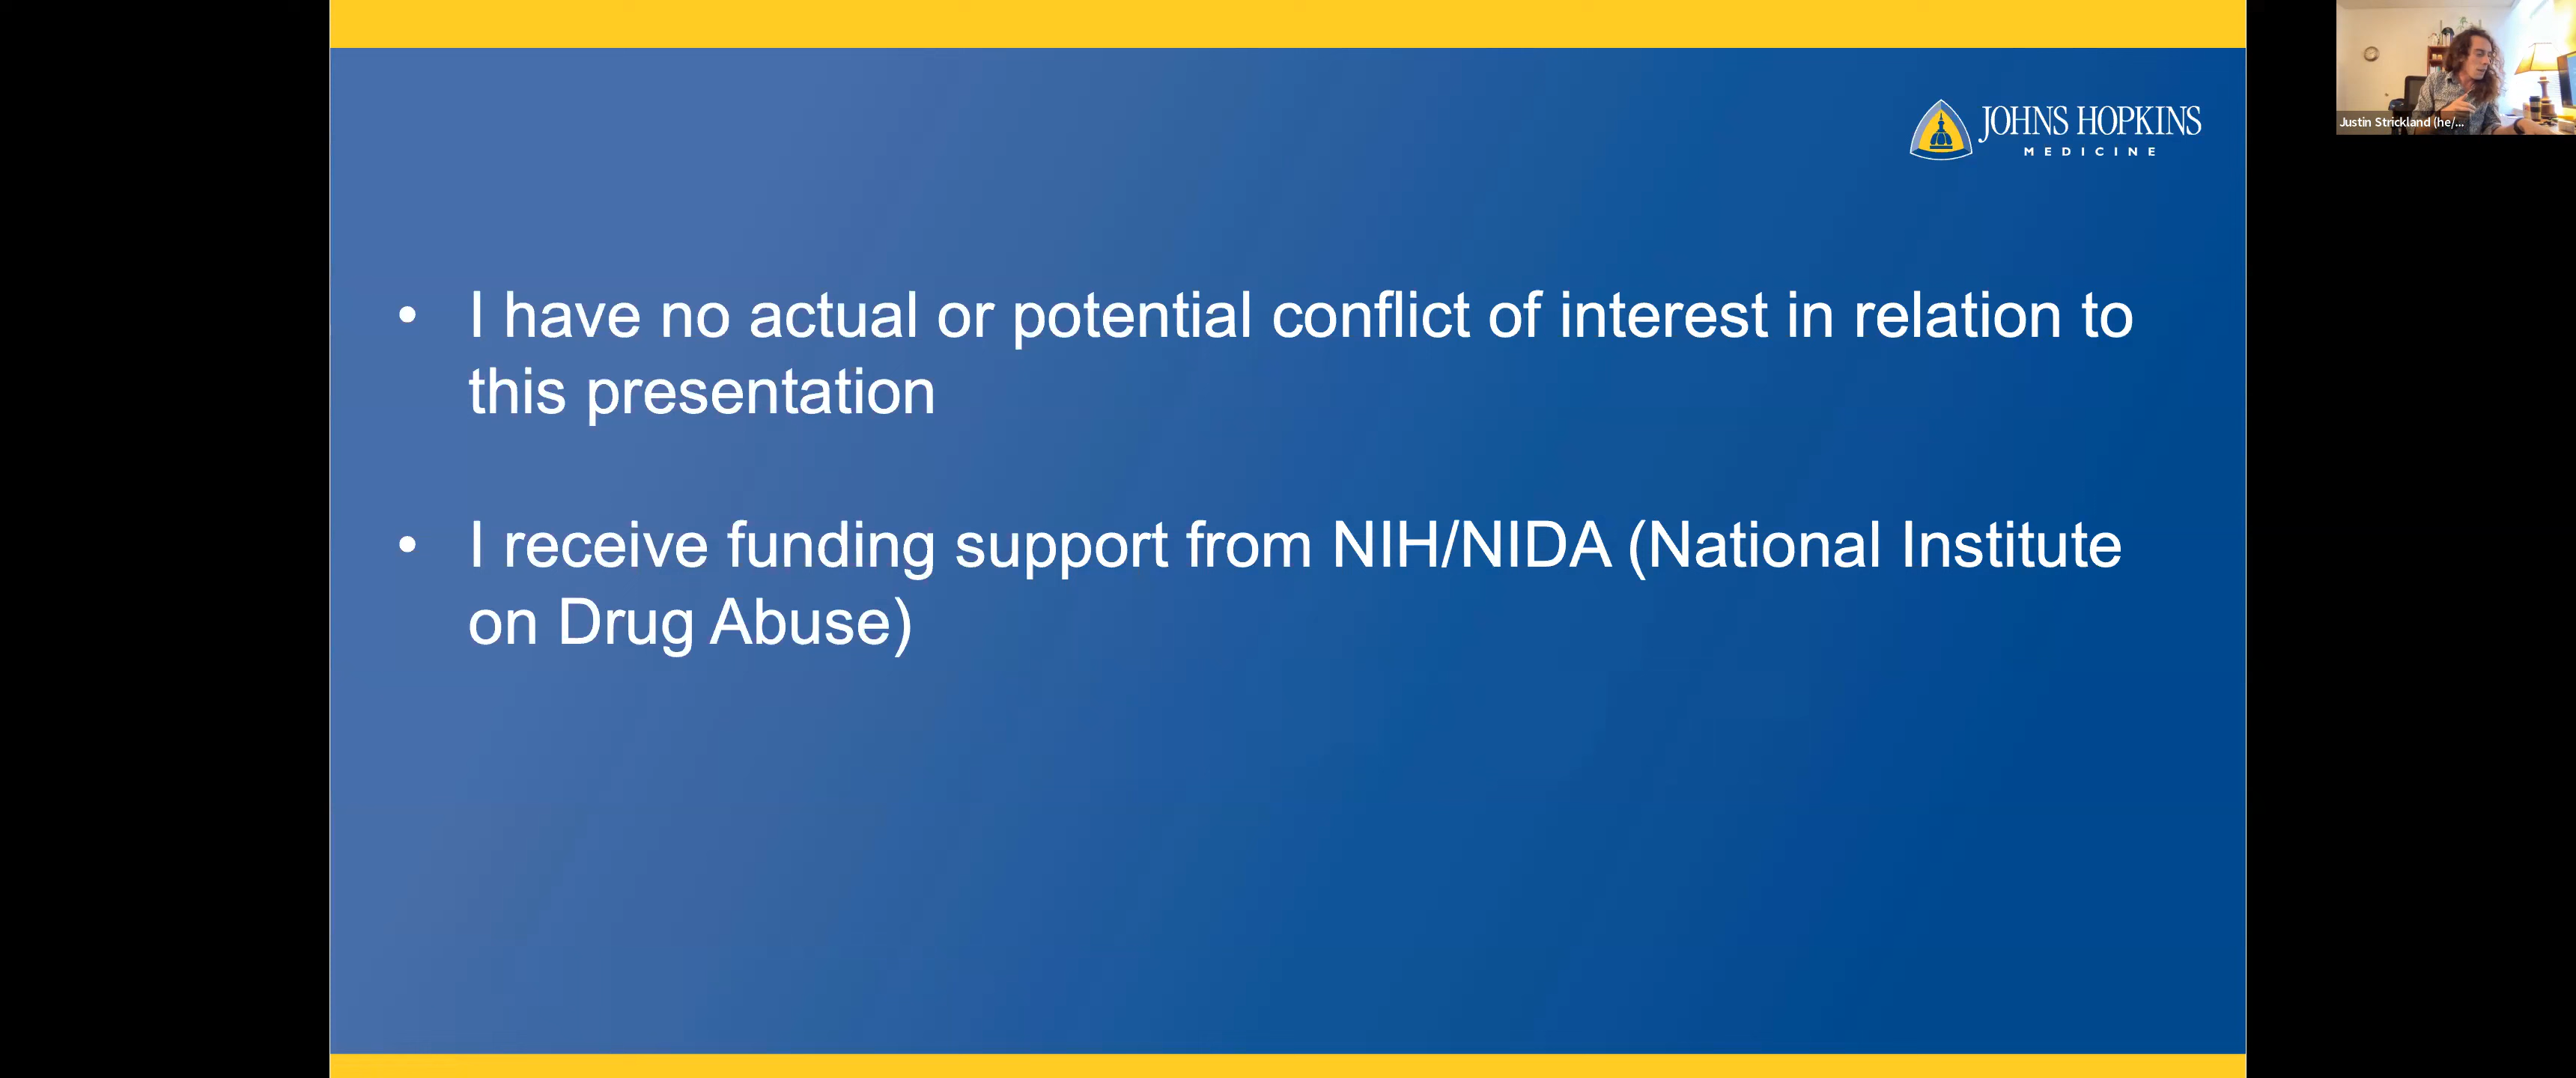 JOHNS HOPKINS
MEDICINE
• I have no actual or potential conflict of interest in relation to
this presentation
• I receive funding support from NIH/NIDA (National Institute
on Drug Abuse)
Justin Strickland (he/...